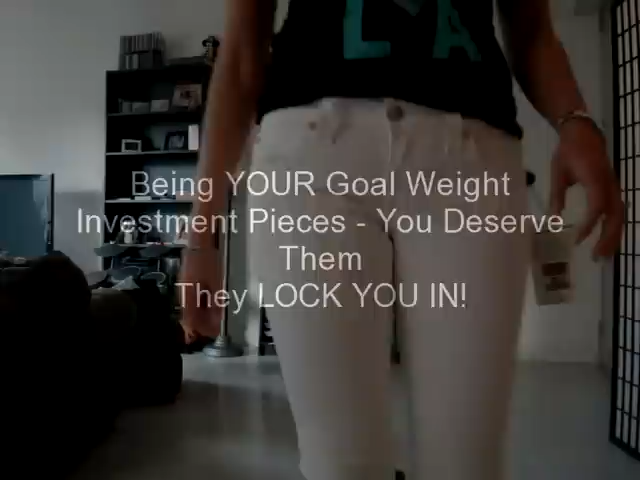 L A
Being YOUR Goal Weight
Investment Pieces - You Deserve
Them
They LOCK YOU IN!